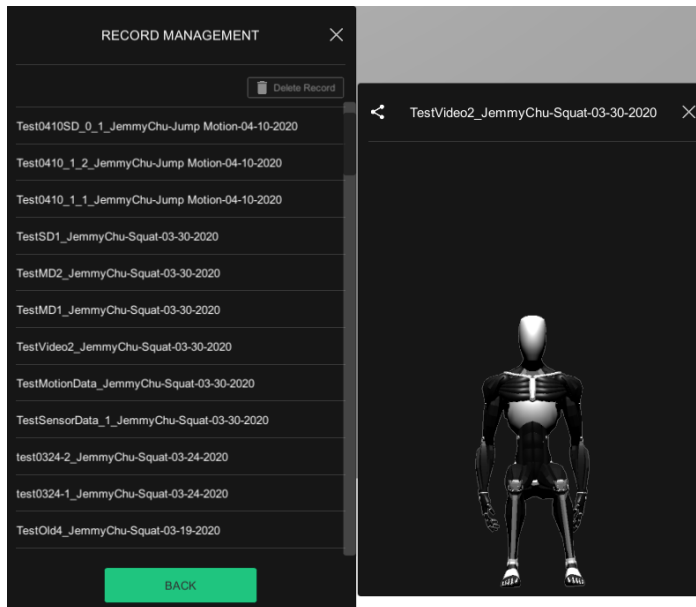 RECORD MANAGEMENT
Delete Record
Test0410SD_0_1_JemmyChu-Jump Motion-04-10-2020
Test0410_1_2_JemmyChu-Jump Motion-04-10-2020
Test0410_1_1_JemmyChu-Jump Motion-04-10-2020
TestSD1_JemmyChu-Squat-03-30-2020
TestMD2_JemmyChu-Squat-03-30-2020
TestMD1_JemmyChu-Squat-03-30-2020
TestVideo2_JemmyChu-Squat-03-30-2020
TestMotionData_JemmyChu-Squat-03-30-2020
TestSensorData_1_JemmyChu-Squat-03-30-2020
test0324-2_JemmyChu-Squat-03-24-2020
test0324-1_JemmyChu-Squat-03-24-2020
TestOld4_JemmyChu-Squat-03-19-2020
BACK
TestVideo2_JemmyChu-Squat-03-30-2020